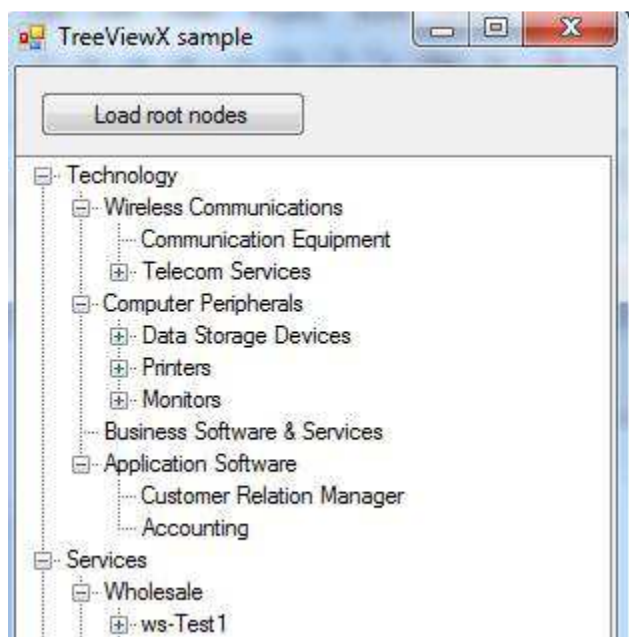 TreeViewX sample
Load root nodes
Technology
Wireless Communications
Communication Equipment
Telecom Services
Computer Peripherals
Data Storage Devices
Printers
Monitors
Business Software & Services
Application Software
Customer Relation Manager
Accounting
Services
Wholesale
ws-Test1